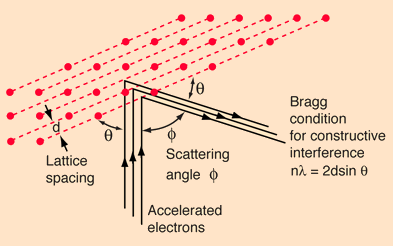 θ
Bragg
condition
for constructive
interference
nλ = 2dsin θ
d
θ
ϕ
Lattice
spacing
Scattering
angle ϕ
Accelerated
electrons